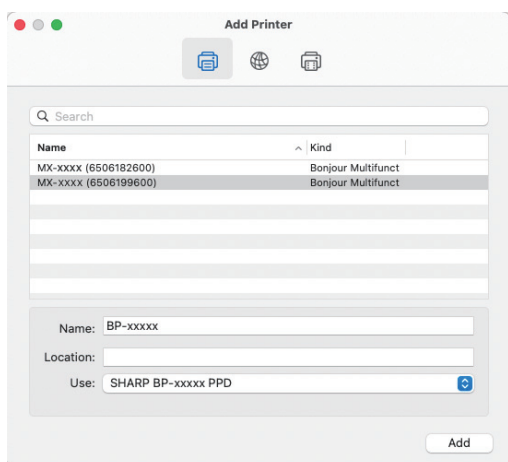 Add Printer
Search
Name Kind
MX-xxxx (6506182600) Bonjour Multifunct
MX-xxxx (6506199600) Bonjour Multifunct
Name: BP-xxxxx
Location:
Use: SHARP BP-xxxxx PPD
Add